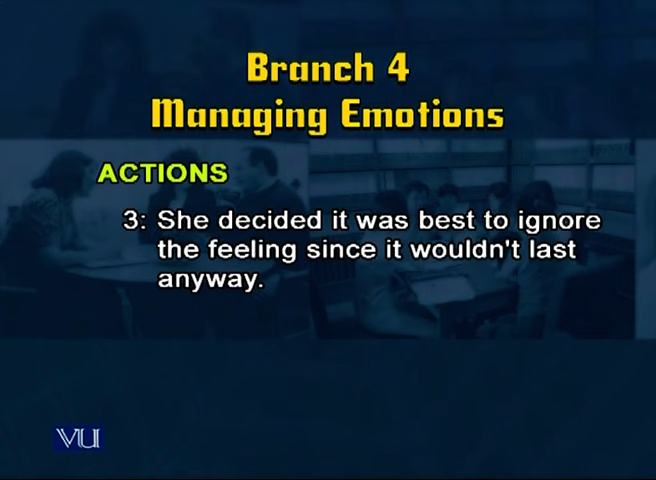 Branch 4
Managing Emotions
ACTIONS
3: She decided it was best to ignore
the feeling since it wouldn't last
anyway.
VU